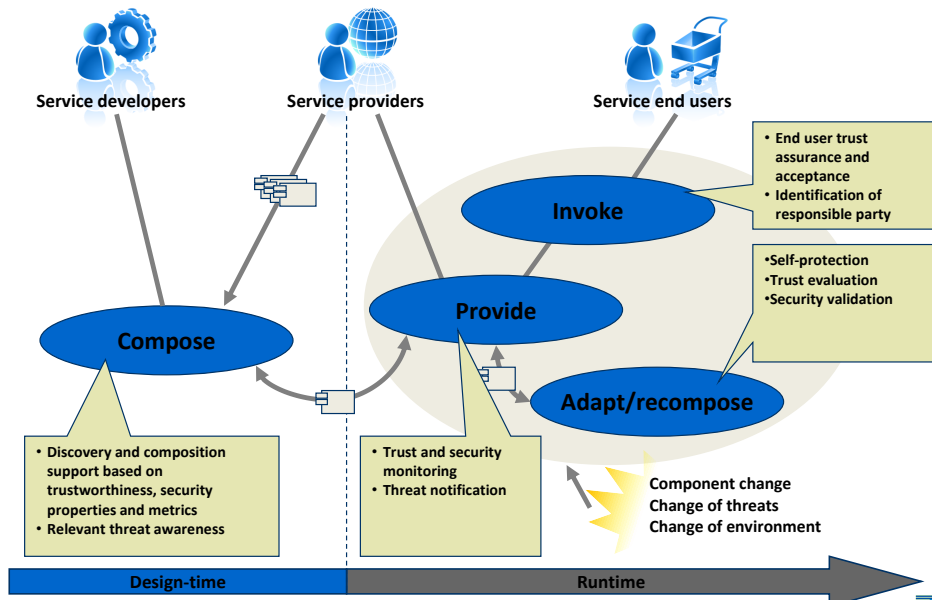 Service developers
Service providers
Service end users
• End user trust
assurance and
acceptance
• Identification of
responsible party
Invoke
•Self-protection
•Trust evaluation
•Security validation
Provide
Compose
Adapt/recompose
• Discovery and composition
support based on
trustworthiness, security
properties and metrics
• Relevant threat awareness
• Trust and security
monitoring
• Threat notification
Component change
Change of threats
Change of environment
Design-time
Runtime